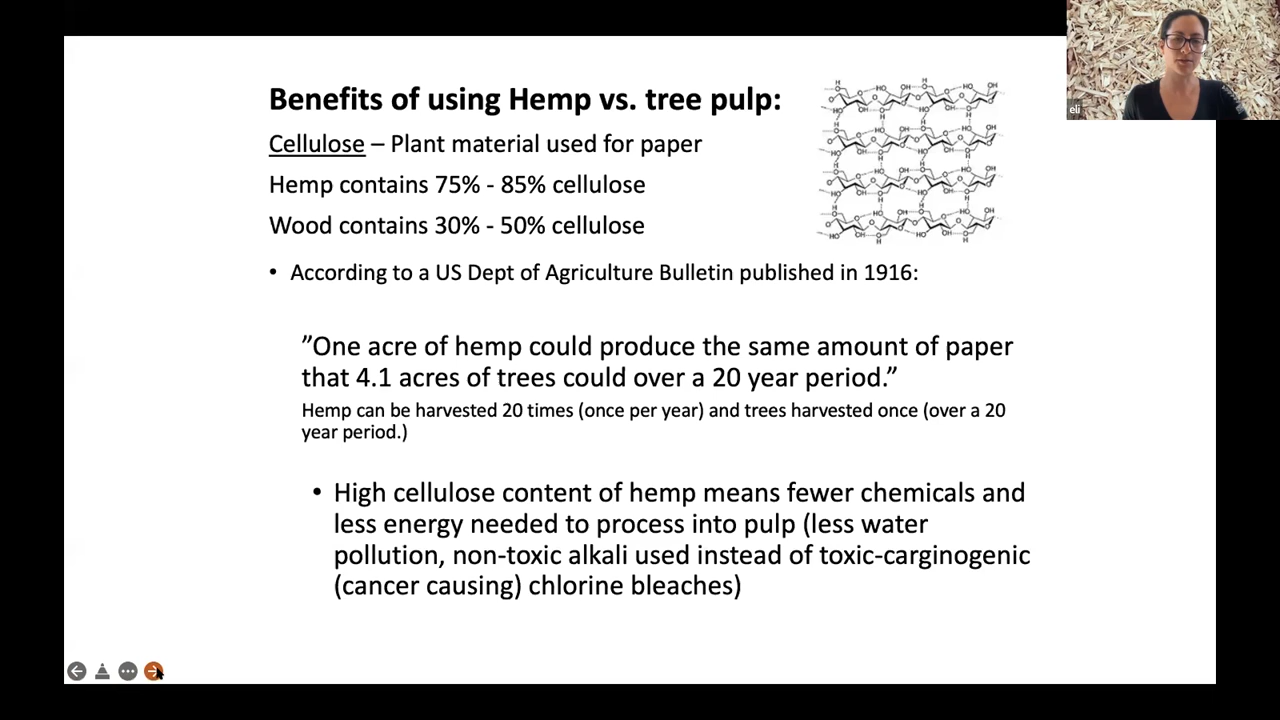 Benefits of using Hemp vs. tree pulp:
Cellulose – Plant material used for paper
Hemp contains 75% - 85% cellulose
Wood contains 30% - 50% cellulose
• According to a US Dept of Agriculture Bulletin published in 1916:
”One acre of hemp could produce the same amount of paper
that 4.1 acres of trees could over a 20 year period.”
Hemp can be harvested 20 times (once per year) and trees harvested once (over a 20
year period.)
• High cellulose content of hemp means fewer chemicals and
less energy needed to process into pulp (less water
pollution, non-toxic alkali used instead of toxic-carginogenic
(cancer causing) chlorine bleaches)
eli